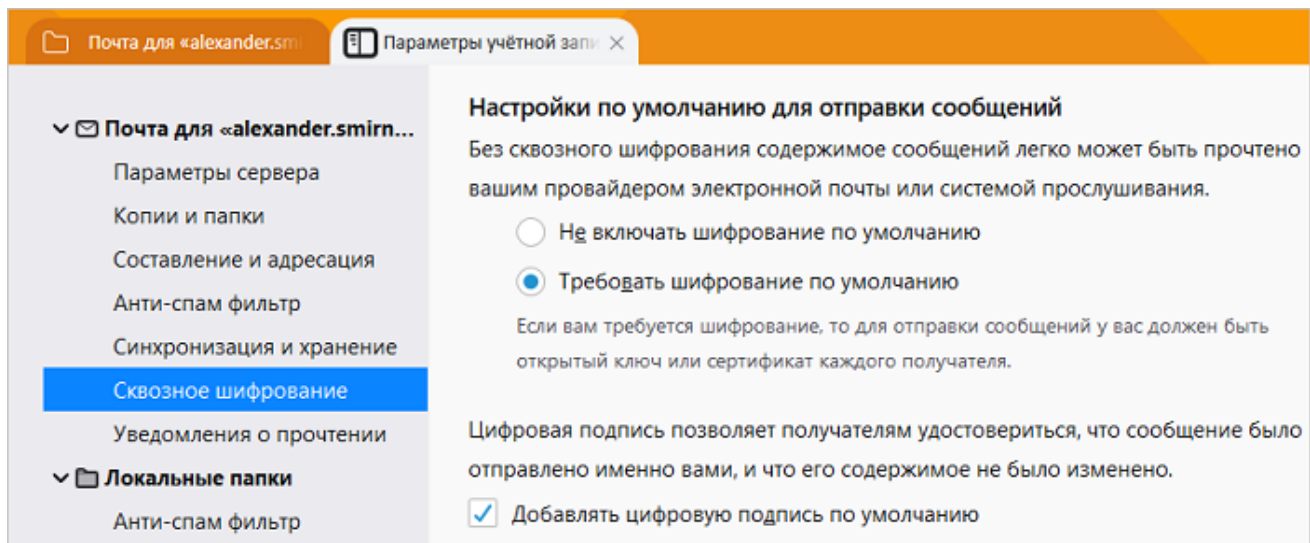 Почта для «alexander.smi
Параметры учётной запи
Почта для «alexander.smirn...
Параметры сервера
Копии и папки
Составление и адресация
Анти-спам фильтр
Синхронизация и хранение
Сквозное шифрование
Уведомления о прочтении
Локальные папки
Анти-спам фильтр
Настройки по умолчанию для отправки сообщений
Без сквозного шифрования содержимое сообщений легко может быть прочтено
вашим провайдером электронной почты или системой прослушивания.
Не включать шифрование по умолчанию
Требовать шифрование по умолчанию
Если вам требуется шифрование, то для отправки сообщений у вас должен быть
открытый ключ или сертификат каждого получателя.
Цифровая подпись позволяет получателям удостовериться, что сообщение было
отправлено именно вами, и что его содержимое не было изменено.
Добавлять цифровую подпись по умолчанию